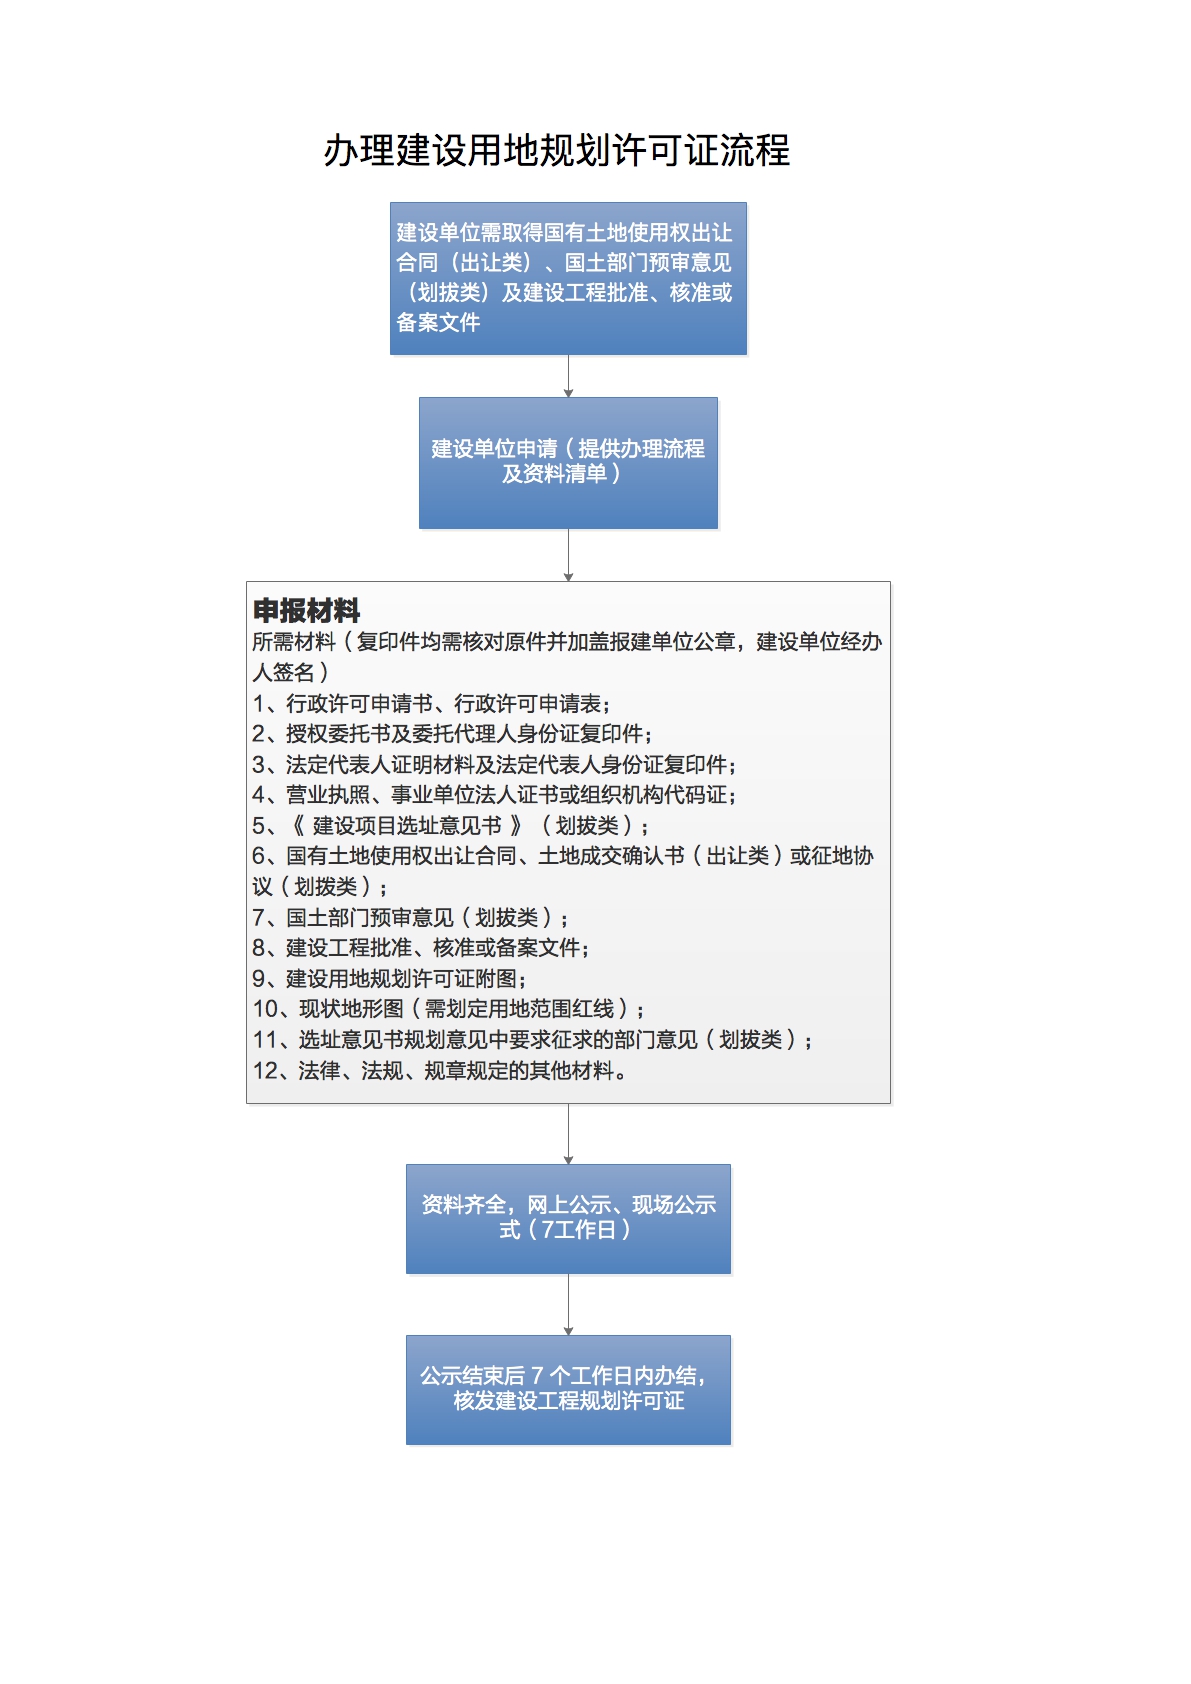 办理建设用地规划许可证流程
建设单位需取得国有土地使用权出让
合同（出让类）、国土部门预审意见
（划拨类）及建设工程批准、核准或
备案文件
建设单位申请（提供办理流程
及资料清单）
申报材料
所需材料（复印件均需核对原件并加盖报建单位公章，建设单位经办
人签名）
1、行政许可申请书、行政许可申请表；
2、授权委托书及委托代理人身份证复印件；
3、法定代表人证明材料及法定代表人身份证复印件；
4、营业执照、事业单位法人证书或组织机构代码证；
5、《 建设项目选址意见书 》（划拨类）；
6、国有土地使用权出让合同、土地成交确认书（出让类）或征地协
议（划拨类）；
7、国土部门预审意见（划拨类）；
8、建设工程批准、核准或备案文件；
9、建设用地规划许可证附图；
10、现状地形图（需划定用地范围红线）；
11、选址意见书规划意见中要求征求的部门意见（划拨类）；
12、法律、法规、规章规定的其他材料。
资料齐全，网上公示、现场公示
式（7工作日）
公示结束后 7 个工作日内办结，
核发建设工程规划许可证